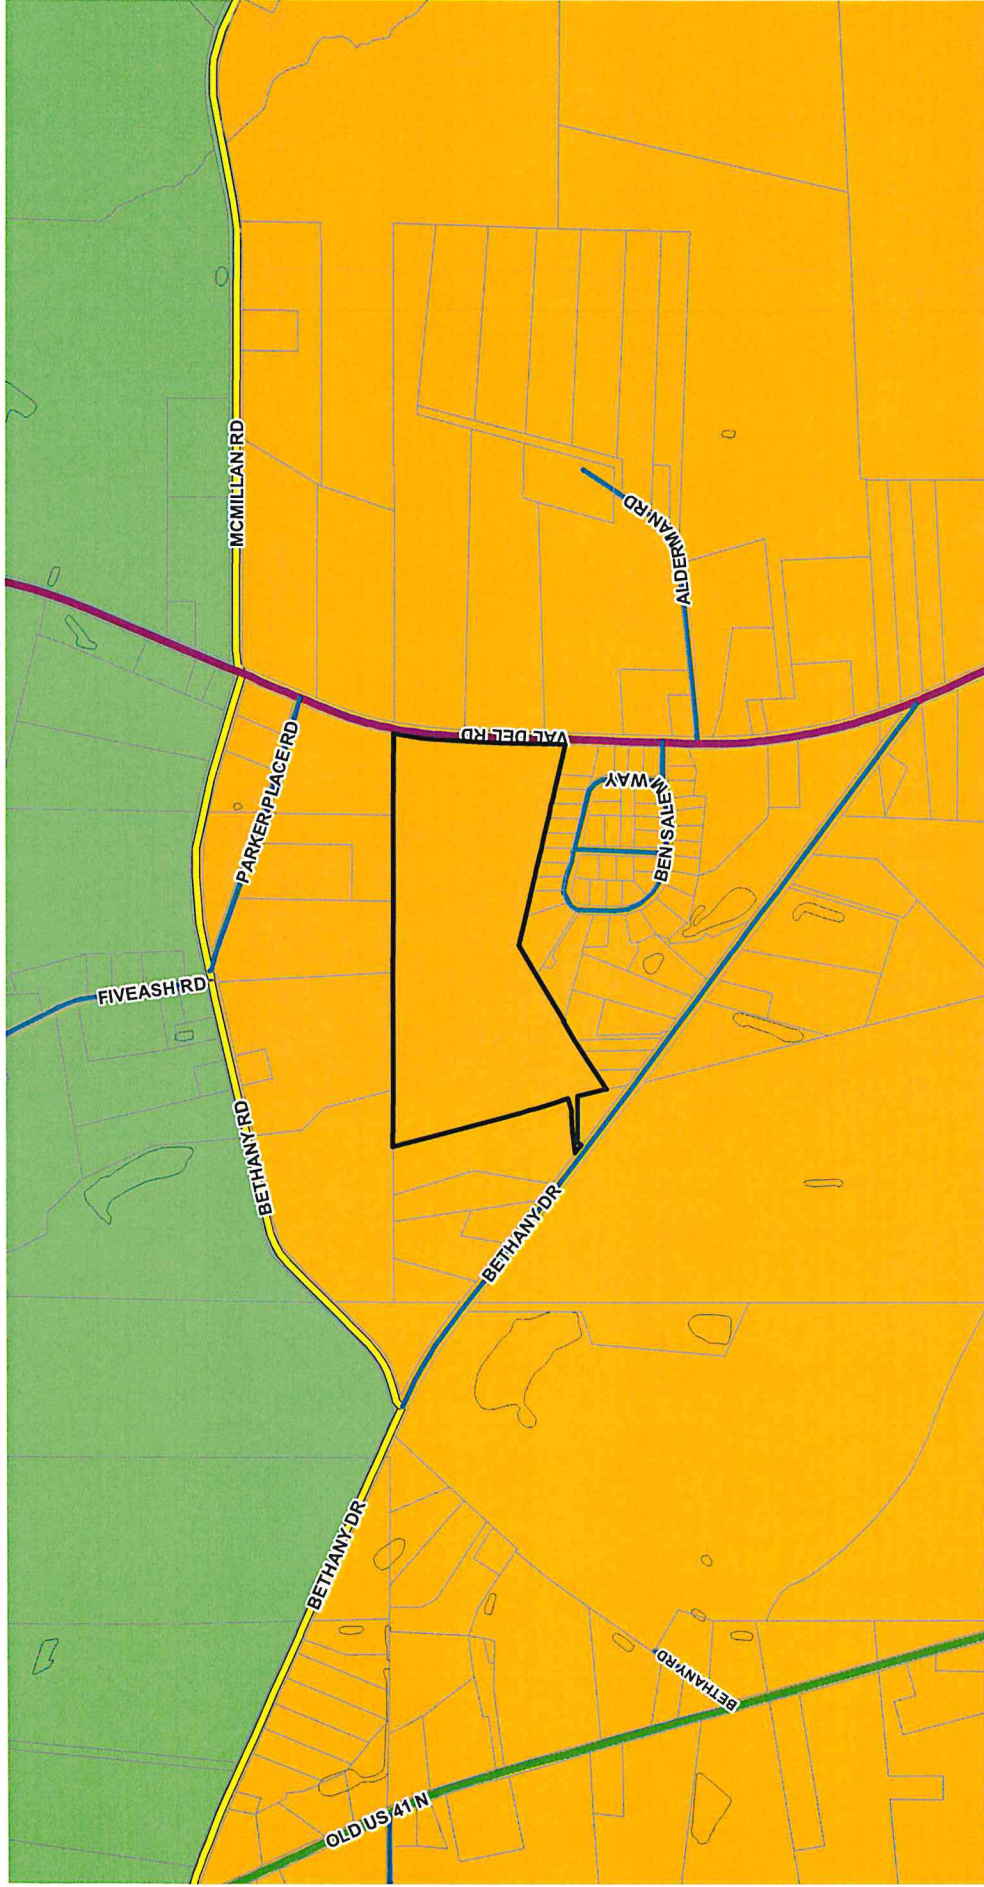 MCMILLAN RD
ALDERMAN RD
VAL DEL RD
PARKER PLACE RD
BEN SALEM WAY
FIVEASH RD
BETHANY RD
BETHANY DR
BETHANY DR
BETHANY RD
OLD US 41 N